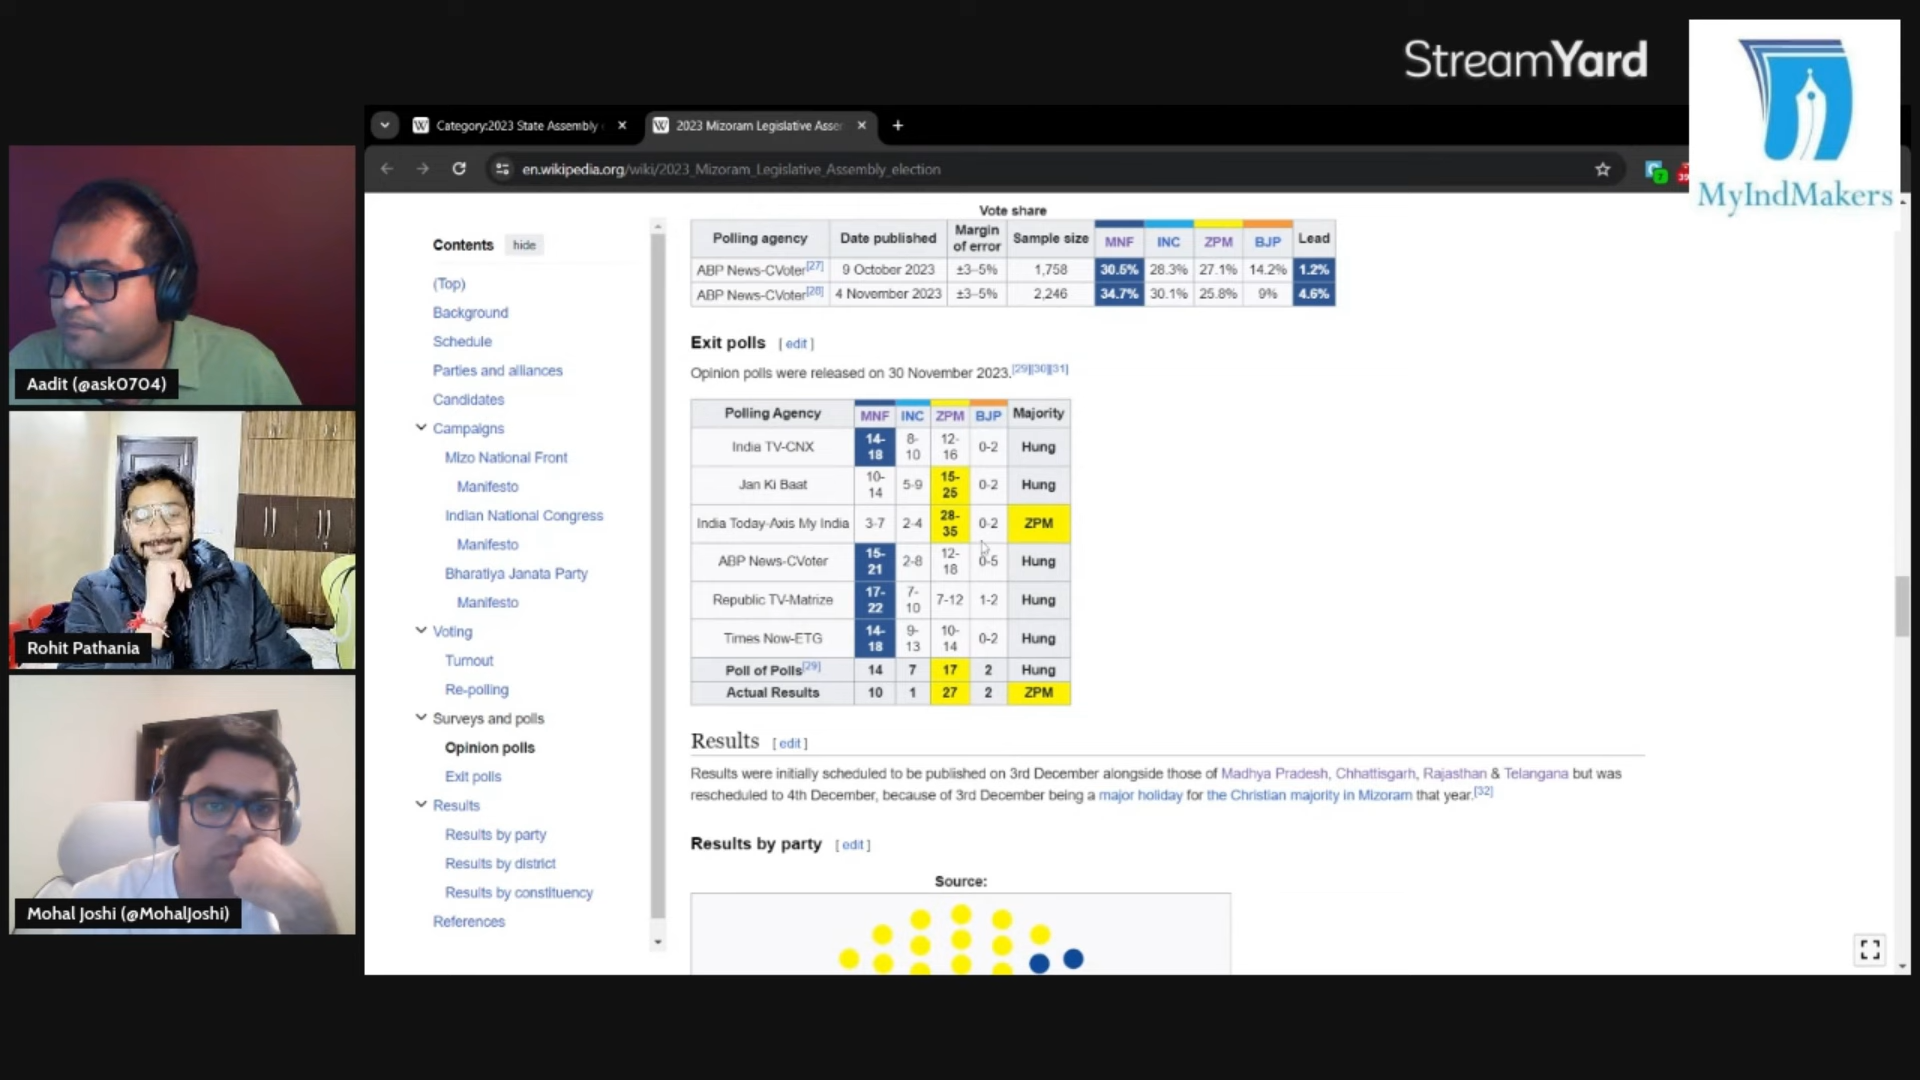 StreamYard
MyIndMakers
Category:2023 State Assembly
2023 Mizoram Legislative Asse
en.wikipedia.org/wiki/2023_Mizoram_Legislative_Assembly_election
Aadit (@ask0704)
Rohit Pathania
Mohal Joshi (@MohalJoshi)
Contents hide
(Top)
Background
Schedule
Parties and alliances
Candidates
Campaigns
Mizo National Front
Manifesto
Indian National Congress
Manifesto
Bharatiya Janata Party
Manifesto
Voting
Turnout
Re-polling
Surveys and polls
Opinion polls
Exit polls
Results
Results by party
Results by district
Results by constituency
References
Vote share
Polling agency Date published Margin of error Sample size MNF INC ZPM BJP Lead
ABP News-CVoter[27] 9 October 2023 ±3–5% 1,758 30.5% 28.3% 27.1% 14.2% 1.2%
ABP News-CVoter[28] 4 November 2023 ±3–5% 2,246 34.7% 30.1% 25.8% 9% 4.6%
Exit polls [ edit ]
Opinion polls were released on 30 November 2023.[29][30][31]
Polling Agency MNF INC ZPM BJP Majority
India TV-CNX 14-18 8-10 12-16 0-2 Hung
Jan Ki Baat 10-14 5-9 15-25 0-2 Hung
India Today-Axis My India 3-7 2-4 28-35 0-2 ZPM
ABP News-CVoter 15-21 2-8 12-18 0-5 Hung
Republic TV-Matrize 17-22 7-10 7-12 1-2 Hung
Times Now-ETG 14-18 9-13 10-14 0-2 Hung
Poll of Polls[29] 14 7 17 2 Hung
Actual Results 10 1 27 2 ZPM
Results [ edit ]
Results were initially scheduled to be published on 3rd December alongside those of Madhya Pradesh, Chhattisgarh, Rajasthan & Telangana but was
rescheduled to 4th December, because of 3rd December being a major holiday for the Christian majority in Mizoram that year.[32]
Results by party [ edit ]
Source: